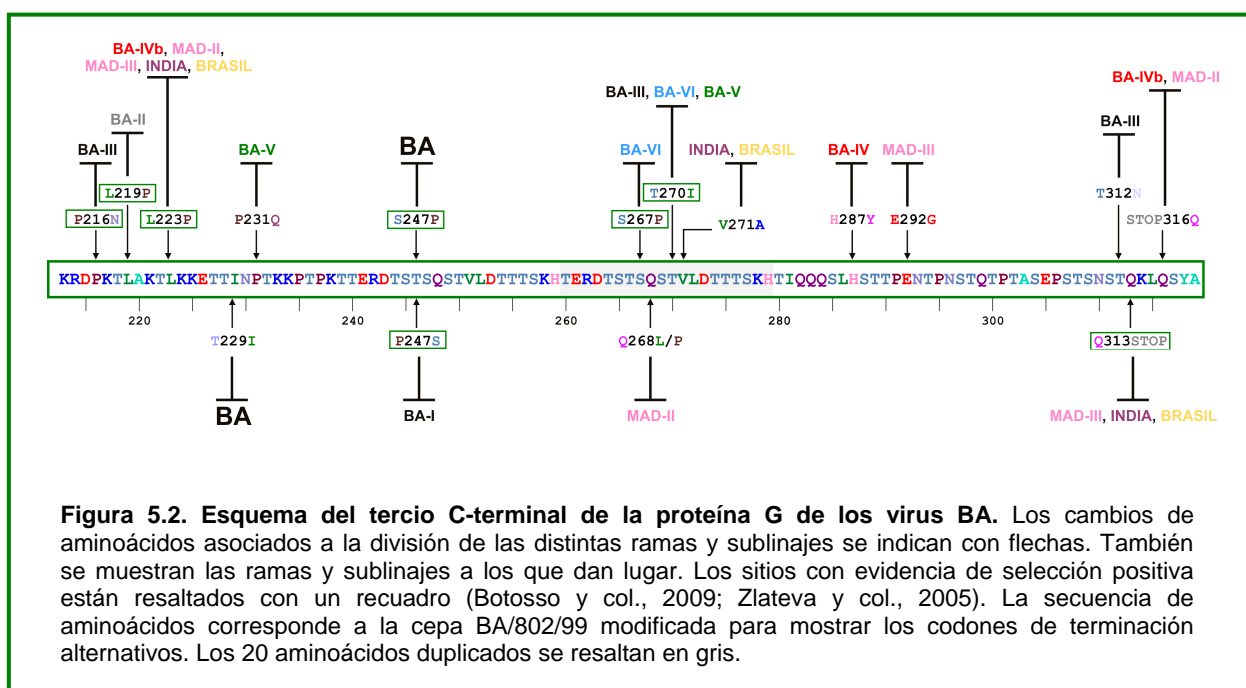 BA-IVb, MAD-II,
MAD-III, INDIA, BRASIL
BA-IVb, MAD-II
BA-III, BA-VI, BA-V
BA-II
BA-III
BA-III
BA-V
BA
BA-VI
INDIA, BRASIL
BA-IV
MAD-III
L219P
T270I
T312N
P216N
L223P
P231Q
S247P
S267P
V271A
H287Y
E292G
STOP316Q
KRDPKTLAKTLKKETTINPTKKPTPKTTERDTSTSQSTVLDTTTSKHTERDTSTSQSTVLDTTTSKHTIQQQSLHSTTPENTPNSTQTPTASEPSTSNSTQKLQSYA
220 240 260 280 300
T229I
P247S
Q268L/P
Q313STOP
BA
BA-I
MAD-II
MAD-III, INDIA, BRASIL
Figura 5.2. Esquema del tercio C-terminal de la proteína G de los virus BA. Los cambios de
aminoácidos asociados a la división de las distintas ramas y sublinajes se indican con flechas. También
se muestran las ramas y sublinajes a los que dan lugar. Los sitios con evidencia de selección positiva
están resaltados con un recuadro (Botosso y col., 2009; Zlateva y col., 2005). La secuencia de
aminoácidos corresponde a la cepa BA/802/99 modificada para mostrar los codones de terminación
alternativos. Los 20 aminoácidos duplicados se resaltan en gris.